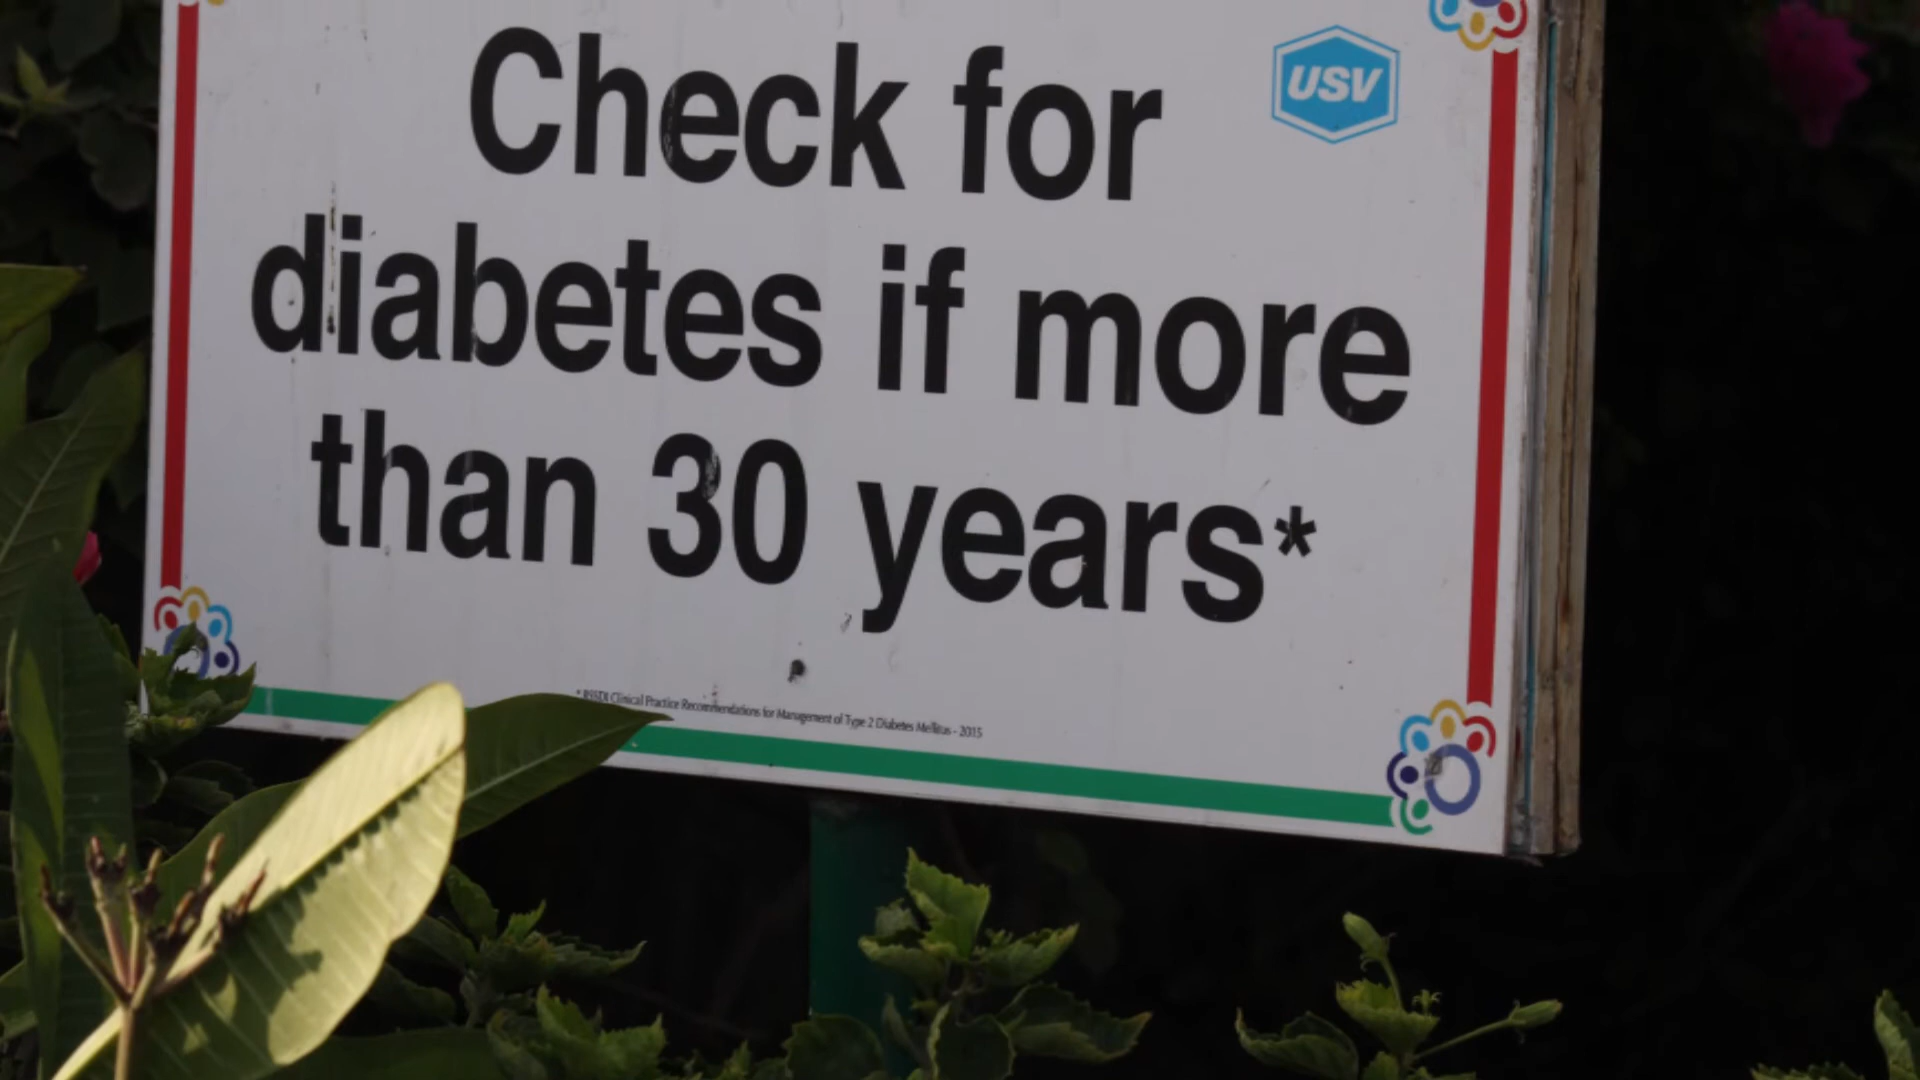 USV
Check for
diabetes if more
than 30 years*
* RSSDI Clinical Practice Recommendations for Management of Type 2 Diabetes Mellitus - 2015